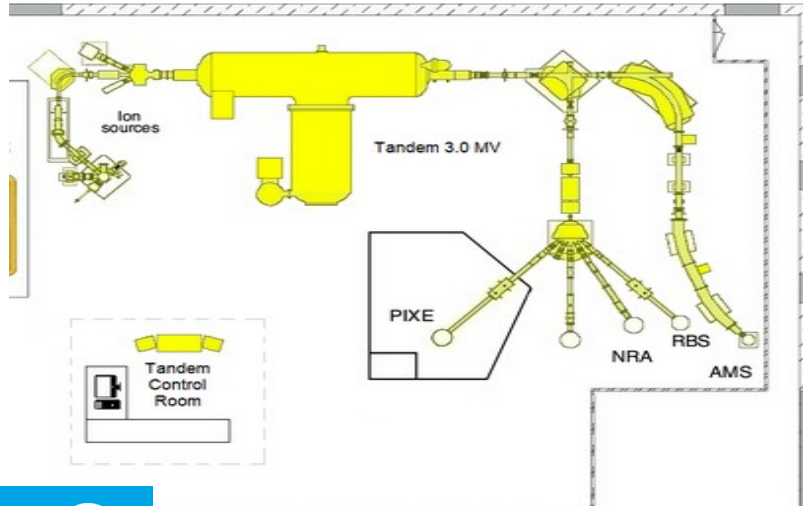 Ion
sources
Tandem 3.0 MV
PIXE
NRA
RBS
AMS
Tandem
Control
Room